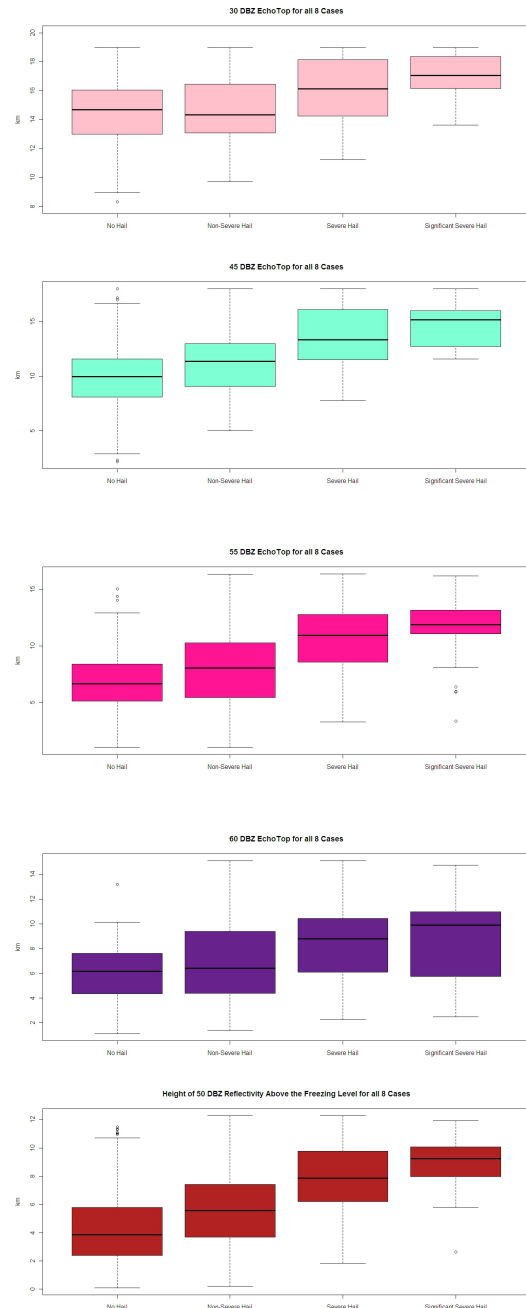 30 DBZ EchoTop for all 8 Cases
20
18
16
14
12
10
8
km
No Hail
Non-Severe Hail
Severe Hail
Significant Severe Hail
45 DBZ EchoTop for all 8 Cases
15
10
5
km
No Hail
Non-Severe Hail
Severe Hail
Significant Severe Hail
55 DBZ EchoTop for all 8 Cases
15
10
5
km
No Hail
Non-Severe Hail
Severe Hail
Significant Severe Hail
60 DBZ EchoTop for all 8 Cases
14
12
10
8
6
4
2
km
No Hail
Non-Severe Hail
Severe Hail
Significant Severe Hail
Height of 50 DBZ Reflectivity Above the Freezing Level for all 8 Cases
12
10
8
6
4
2
0
km
No Hail
Non-Severe Hail
Severe Hail
Significant Severe Hail